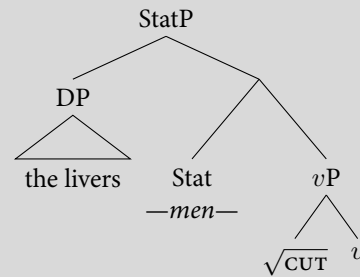 StatP
DP
the livers Stat vP
—men—
√CUT v